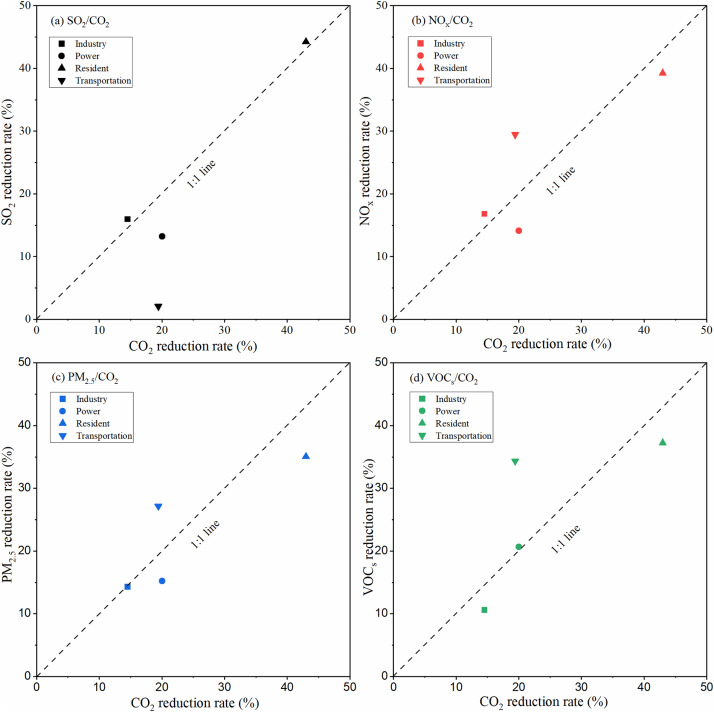 (a) SO₂/CO₂
Industry
Power
Resident
Transportation
1:1 line
50
40
30
20
10
0
0 10 20 30 40 50
SO₂ reduction rate (%)
CO₂ reduction rate (%)
(b) NOₓ/CO₂
Industry
Power
Resident
Transportation
1:1 line
50
40
30
20
10
0
0 10 20 30 40 50
NOₓ reduction rate (%)
CO₂ reduction rate (%)
(c) PM₂.₅/CO₂
Industry
Power
Resident
Transportation
1:1 line
50
40
30
20
10
0
0 10 20 30 40 50
PM₂.₅ reduction rate (%)
CO₂ reduction rate (%)
(d) VOCₛ/CO₂
Industry
Power
Resident
Transportation
1:1 line
50
40
30
20
10
0
0 10 20 30 40 50
VOCₛ reduction rate (%)
CO₂ reduction rate (%)